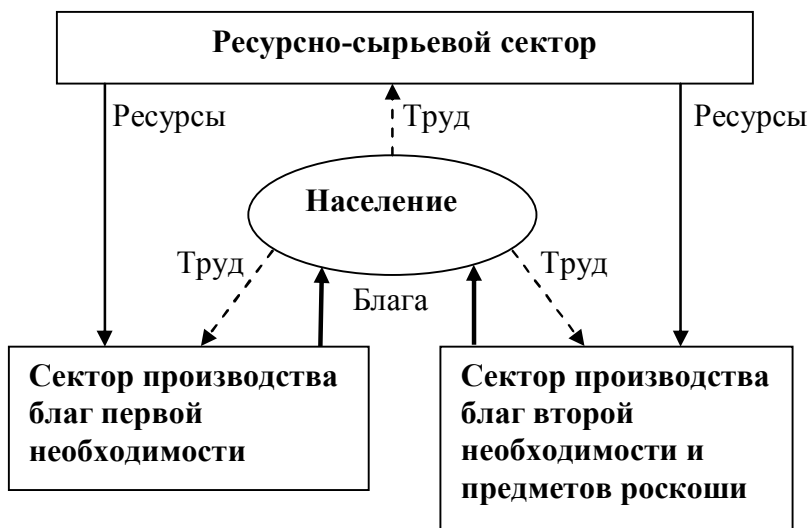 Ресурсно-сырьевой сектор
Ресурсы
Труд
Ресурсы
Население
Труд
Труд
Блага
Сектор производства
благ первой
необходимости
Сектор производства
благ второй
необходимости и
предметов роскоши